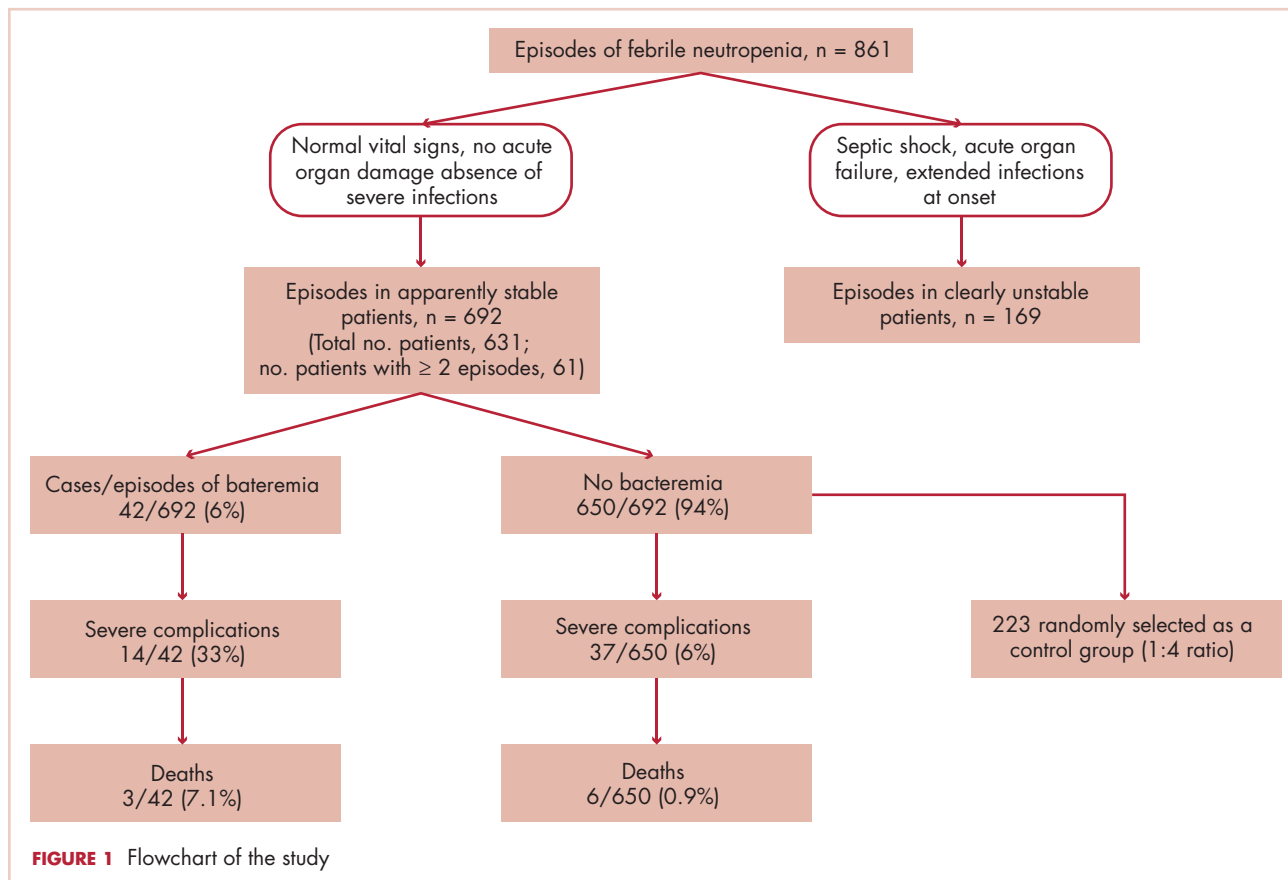 Episodes of febrile neutropenia, n = 861
Normal vital signs, no acute
organ damage absence of
severe infections
Septic shock, acute organ
failure, extended infections
at onset
Episodes in apparently stable
patients, n = 692
(Total no. patients, 631;
no. patients with ≥ 2 episodes, 61)
Episodes in clearly unstable
patients, n = 169
Cases/episodes of bateremia
42/692 (6%)
No bacteremia
650/692 (94%)
Severe complications
14/42 (33%)
Severe complications
37/650 (6%)
223 randomly selected as a
control group (1:4 ratio)
Deaths
3/42 (7.1%)
Deaths
6/650 (0.9%)
FIGURE 1 Flowchart of the study